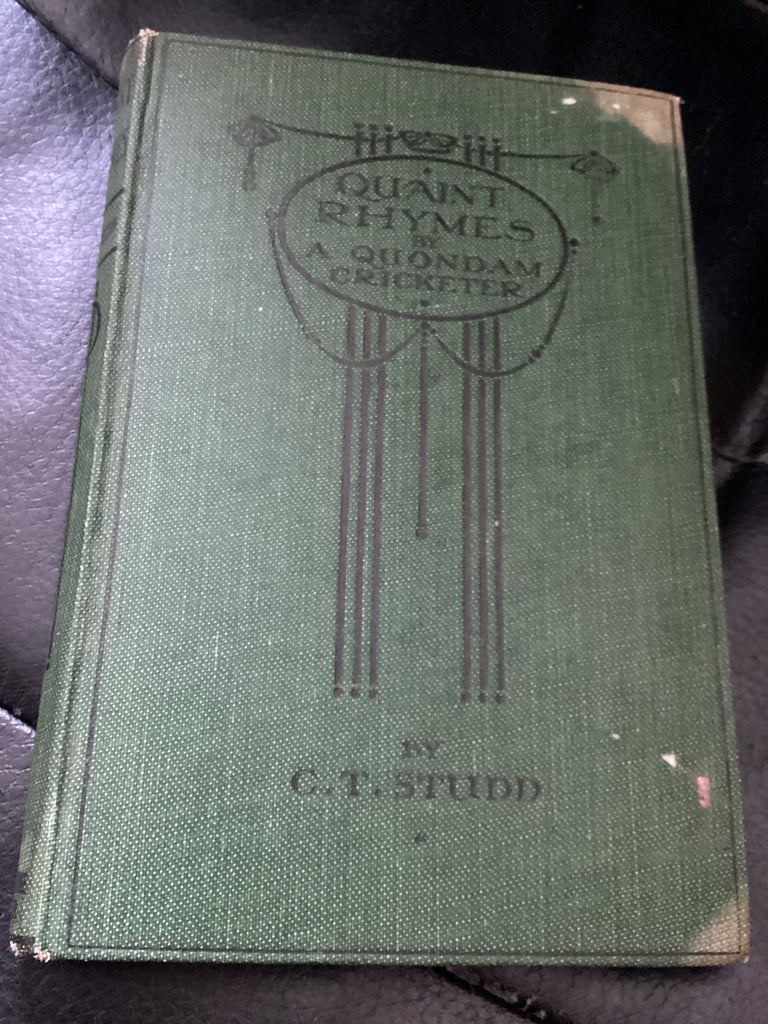 QUAINT
RHYMES
BY
A QUONDAM
CRICKETER
BY
C.T. STUDD